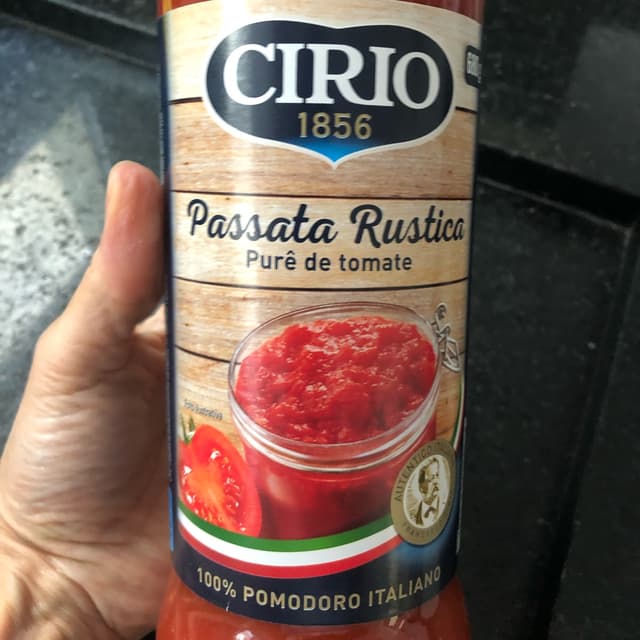 CIRIO
1856
Passata Rustica
Purê de tomate
100% POMODORO ITALIANO